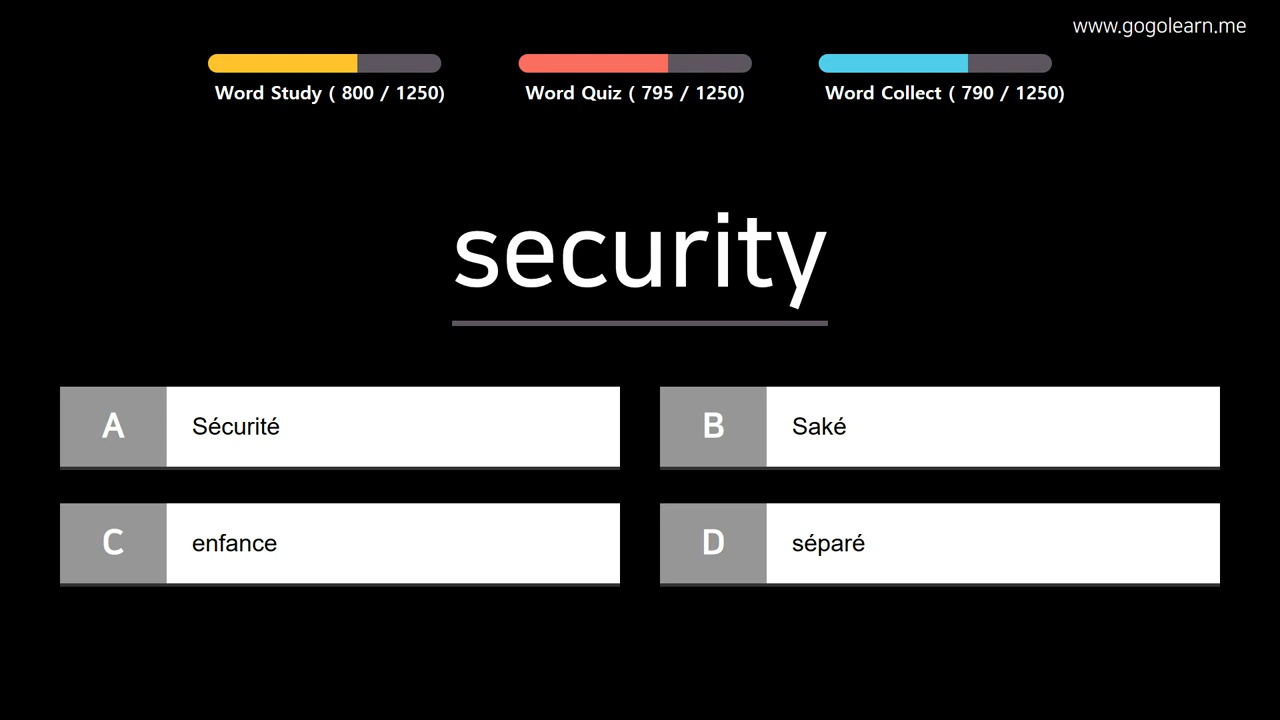 www.gogolearn.me
Word Study ( 800 / 1250)
Word Quiz ( 795 / 1250)
Word Collect ( 790 / 1250)
security
A Sécurité
B Saké
C enfance
D séparé